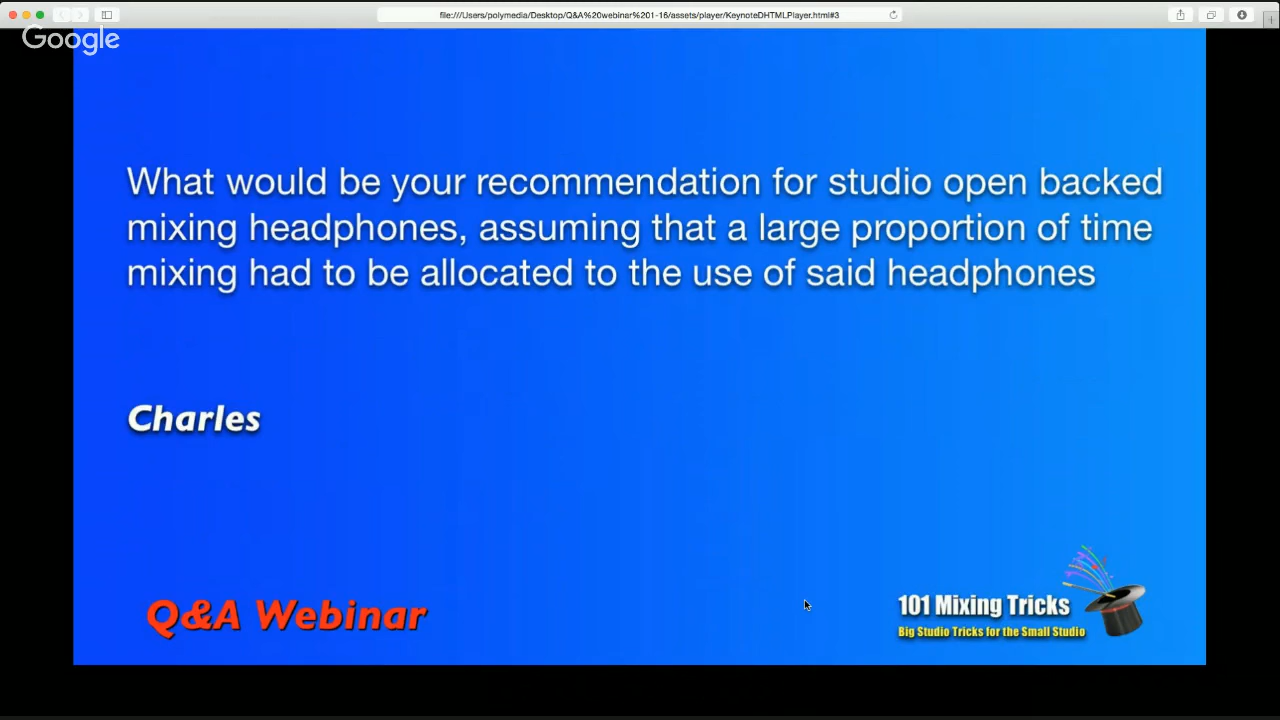 file:///Users/polymedia/Desktop/Q&A%20webinar%201-16/assets/player/KeynoteDHTMLPlayer.html#3
Google
What would be your recommendation for studio open backed
mixing headphones, assuming that a large proportion of time
mixing had to be allocated to the use of said headphones
Charles
Q&A Webinar
101 Mixing Tricks
Big Studio Tricks for the Small Studio